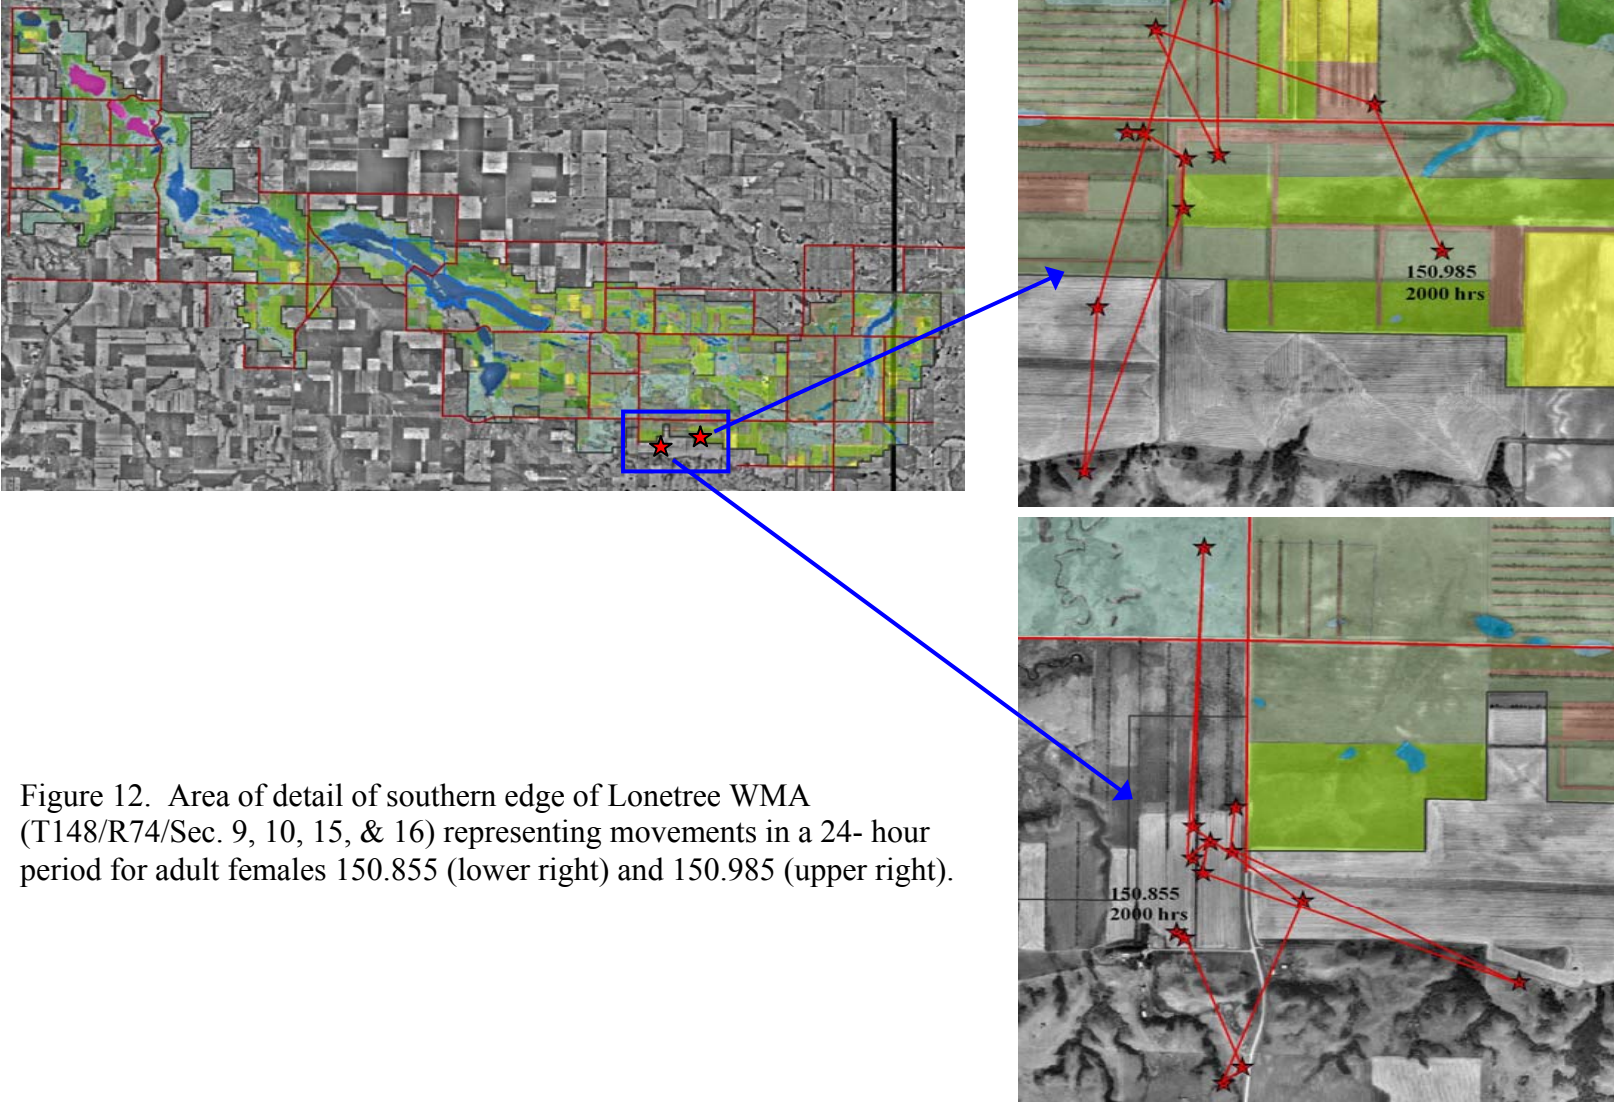 150.985
2000 hrs
150.855
2000 hrs
Figure 12.  Area of detail of southern edge of Lonetree WMA
(T148/R74/Sec. 9, 10, 15, & 16) representing movements in a 24- hour
period for adult females 150.855 (lower right) and 150.985 (upper right).